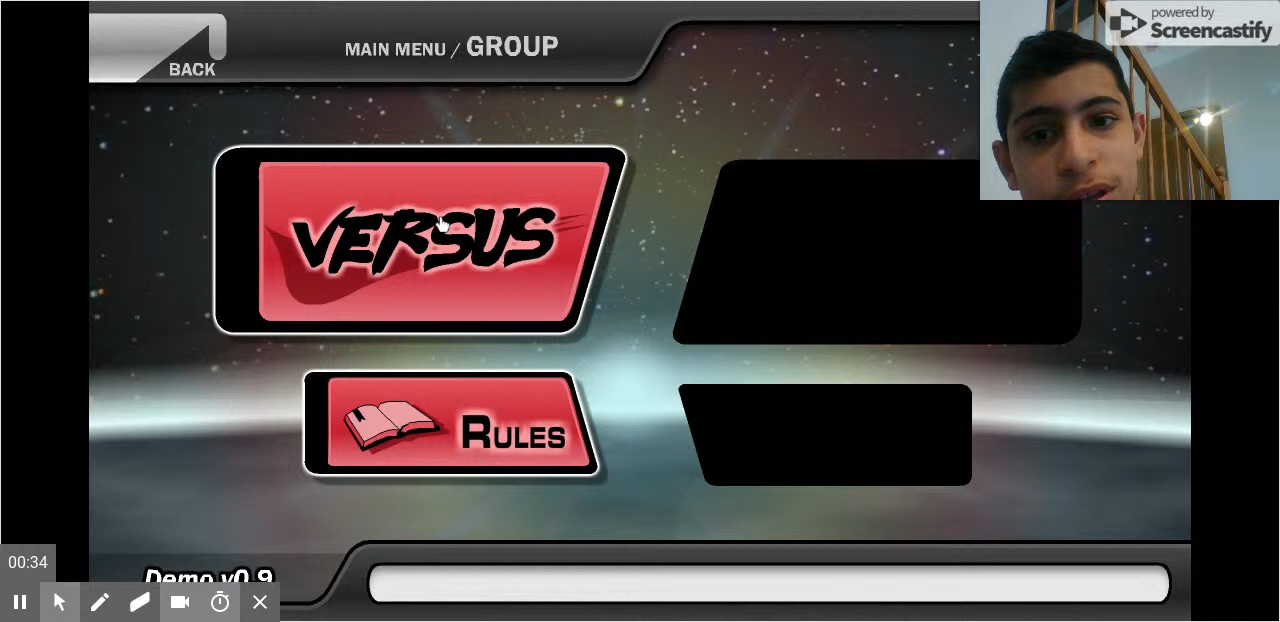 powered by
Screencastify
BACK
MAIN MENU / GROUP
VERSUS
RULES
00:34
Demo v0.9